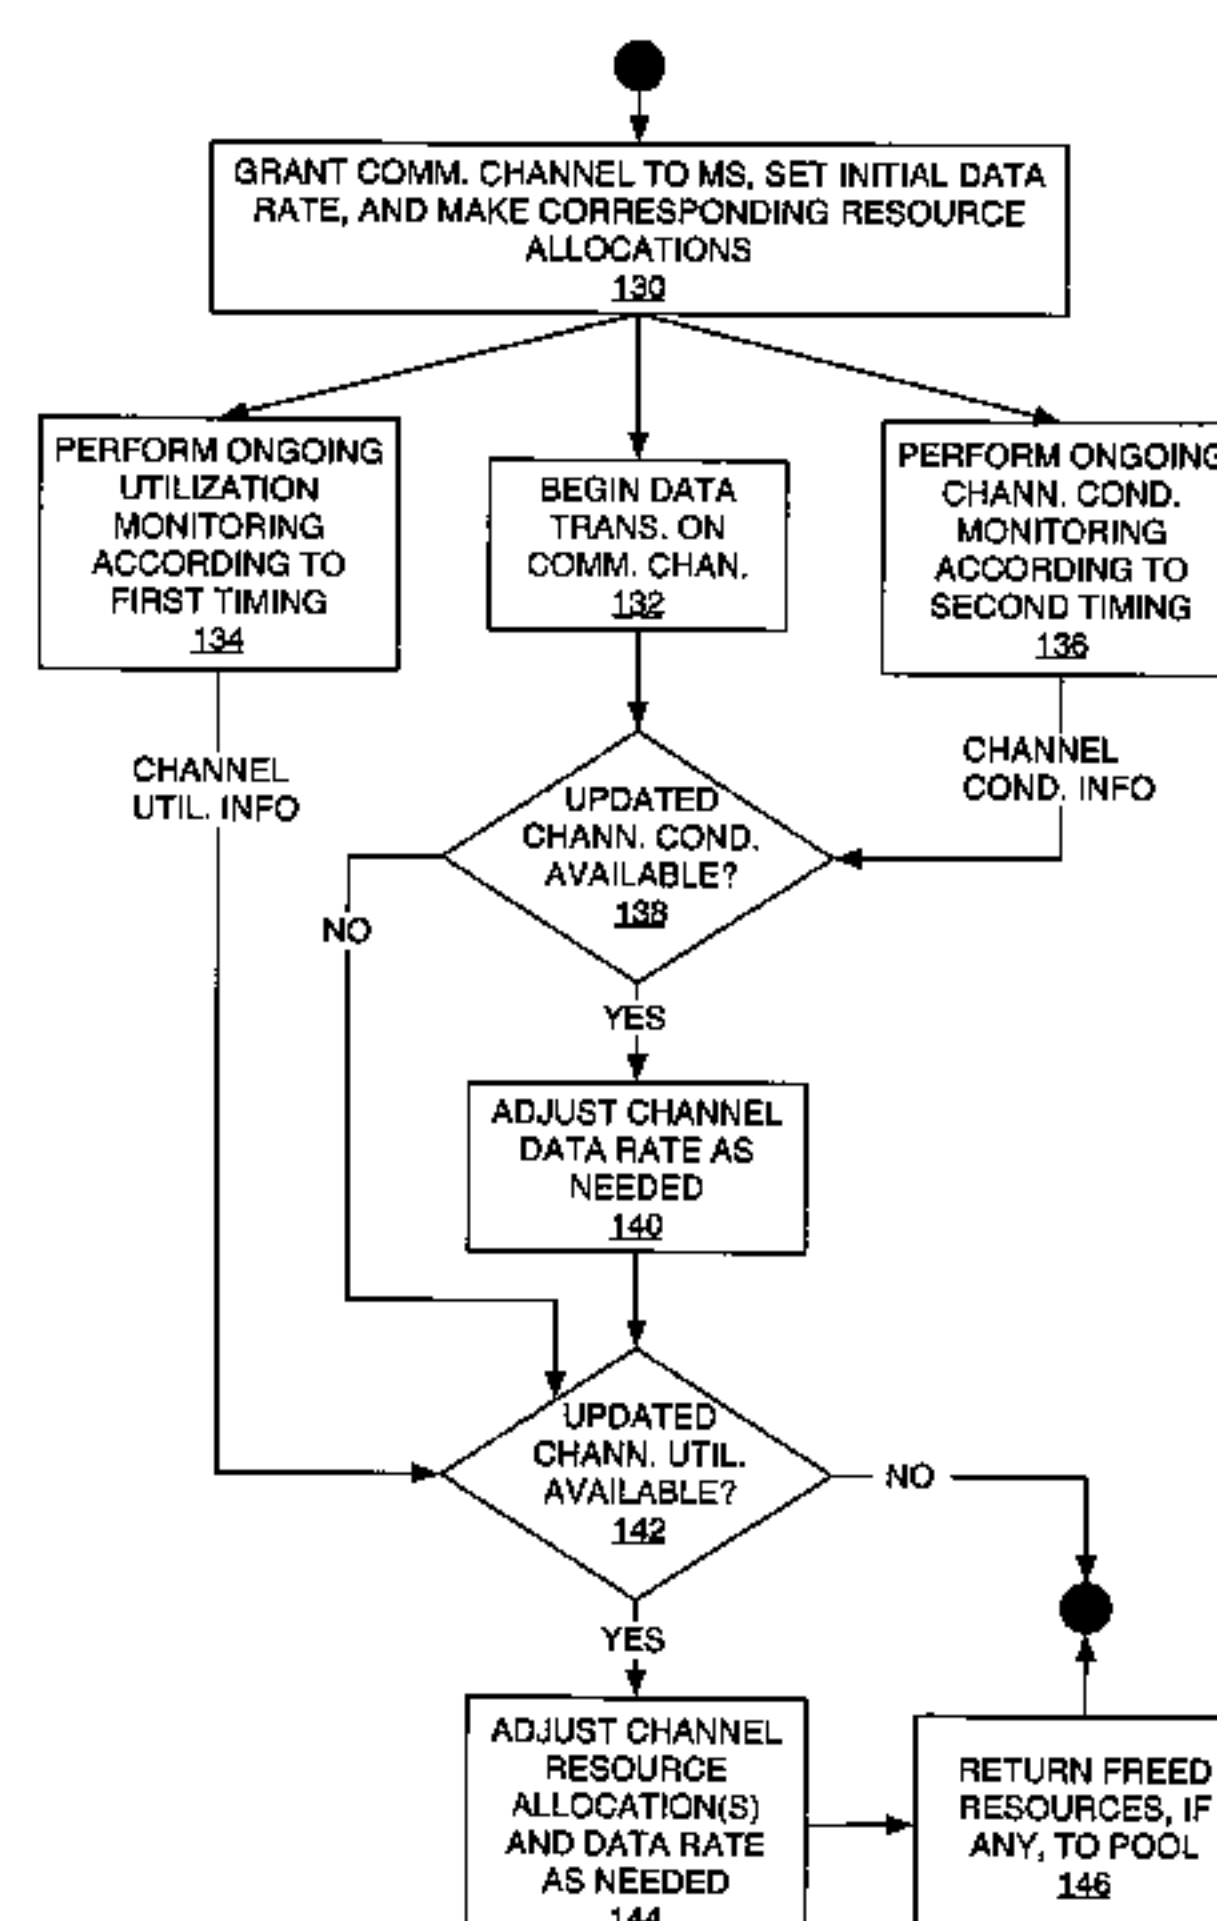 GRANT COMM. CHANNEL TO MS, SET INITIAL DATA
RATE, AND MAKE CORRESPONDING RESOURCE
ALLOCATIONS
130
PERFORM ONGOING
UTILIZATION
MONITORING
ACCORDING TO
FIRST TIMING
134
BEGIN DATA
TRANS. ON
COMM. CHAN.
132
PERFORM ONGOING
CHANN. COND.
MONITORING
ACCORDING TO
SECOND TIMING
136
CHANNEL
UTIL. INFO
CHANNEL
COND. INFO
UPDATED
CHANN. COND.
AVAILABLE?
138
NO
YES
ADJUST CHANNEL
DATA RATE AS
NEEDED
140
UPDATED
CHANN. UTIL.
AVAILABLE?
142
NO
YES
ADJUST CHANNEL
RESOURCE
ALLOCATION(S)
AND DATA RATE
AS NEEDED
144
RETURN FREED
RESOURCES, IF
ANY, TO POOL
146